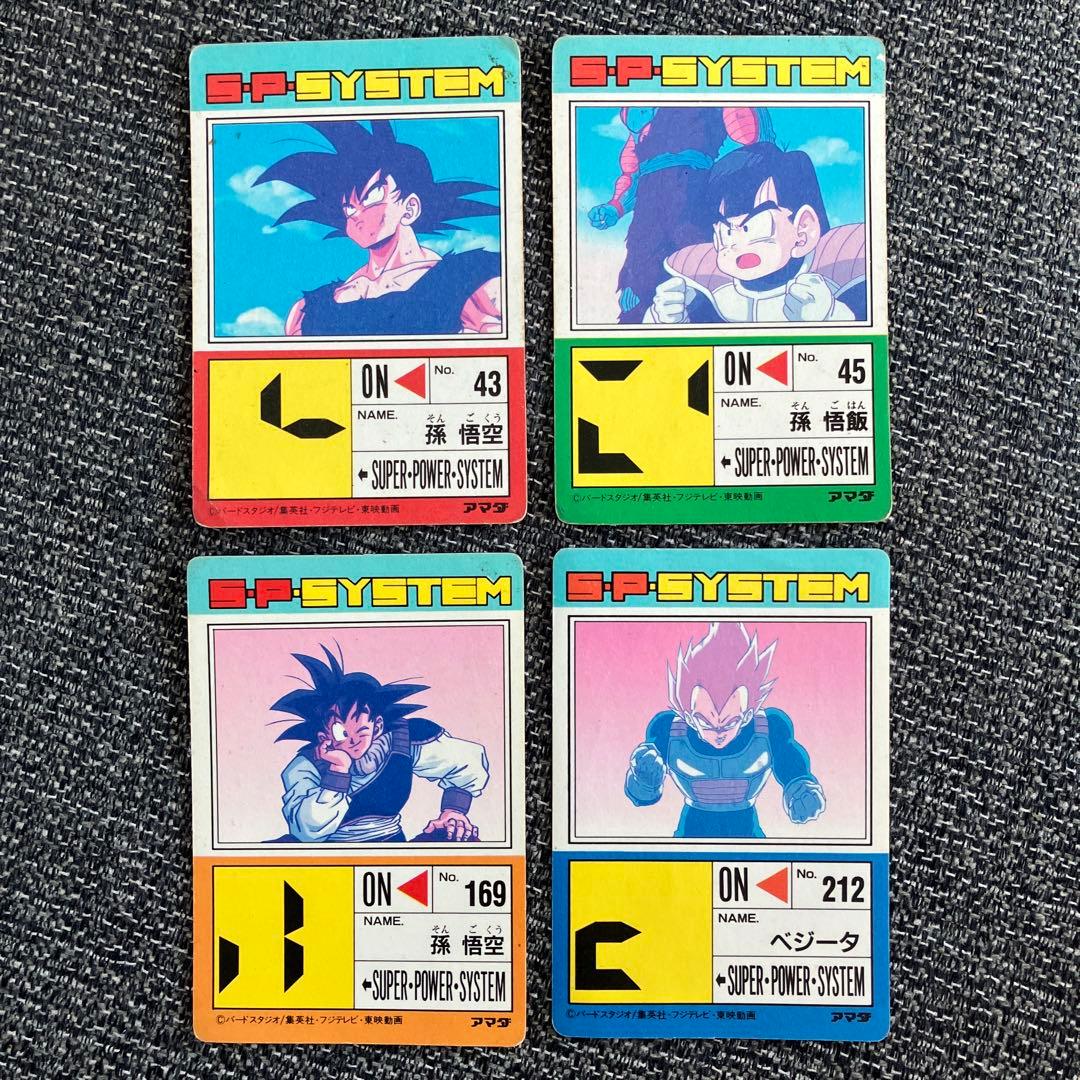 S・P・SYSTEM
ON
No. 43
NAME.
そん ご くう
孫 悟空
SUPER・POWER・SYSTEM
©バードスタジオ/集英社・フジテレビ・東映動画
アマダ
S・P・SYSTEM
ON
No. 45
NAME.
そん ご はん
孫 悟飯
SUPER・POWER・SYSTEM
©バードスタジオ/集英社・フジテレビ・東映動画
アマダ
S・P・SYSTEM
ON
No. 169
NAME.
そん ご くう
孫 悟空
SUPER・POWER・SYSTEM
©バードスタジオ/集英社・フジテレビ・東映動画
アマダ
S・P・SYSTEM
ON
No. 212
NAME.
ベジータ
SUPER・POWER・SYSTEM
©バードスタジオ/集英社・フジテレビ・東映動画
アマダ